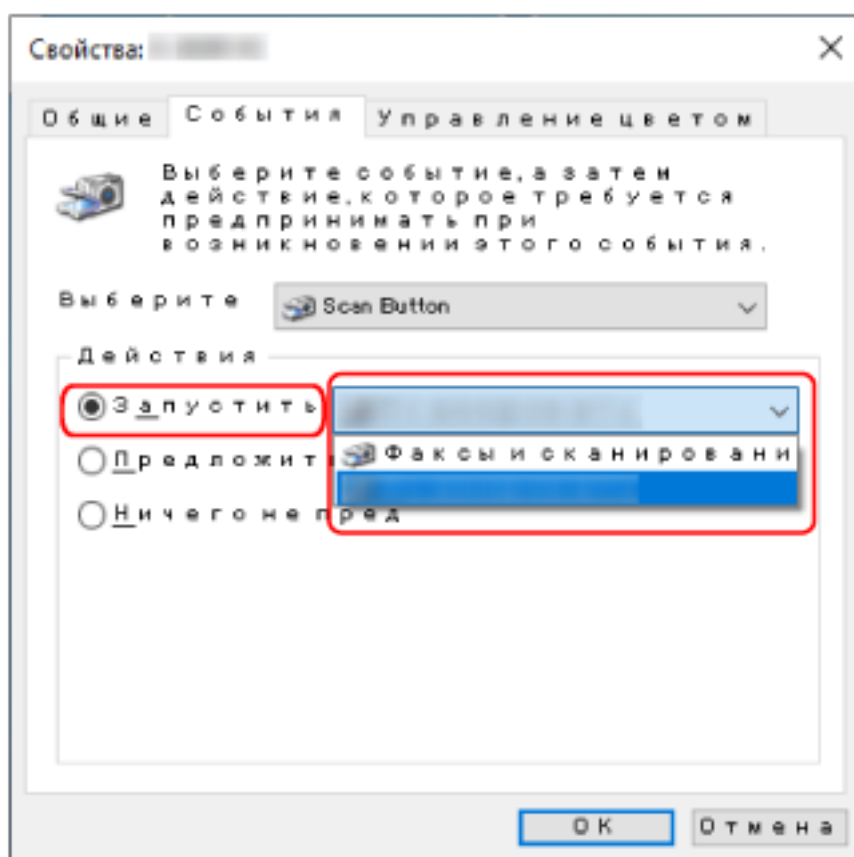 Свойства:
Общие
События
Управление цветом
Выберите событие, а затем
действие, которое требуется
предпринимать при
возникновении этого события.
Выберите
Scan Button
Действия
Запустить
Предложит
Факсы и сканировани
Ничего не пред
OK
Отмена